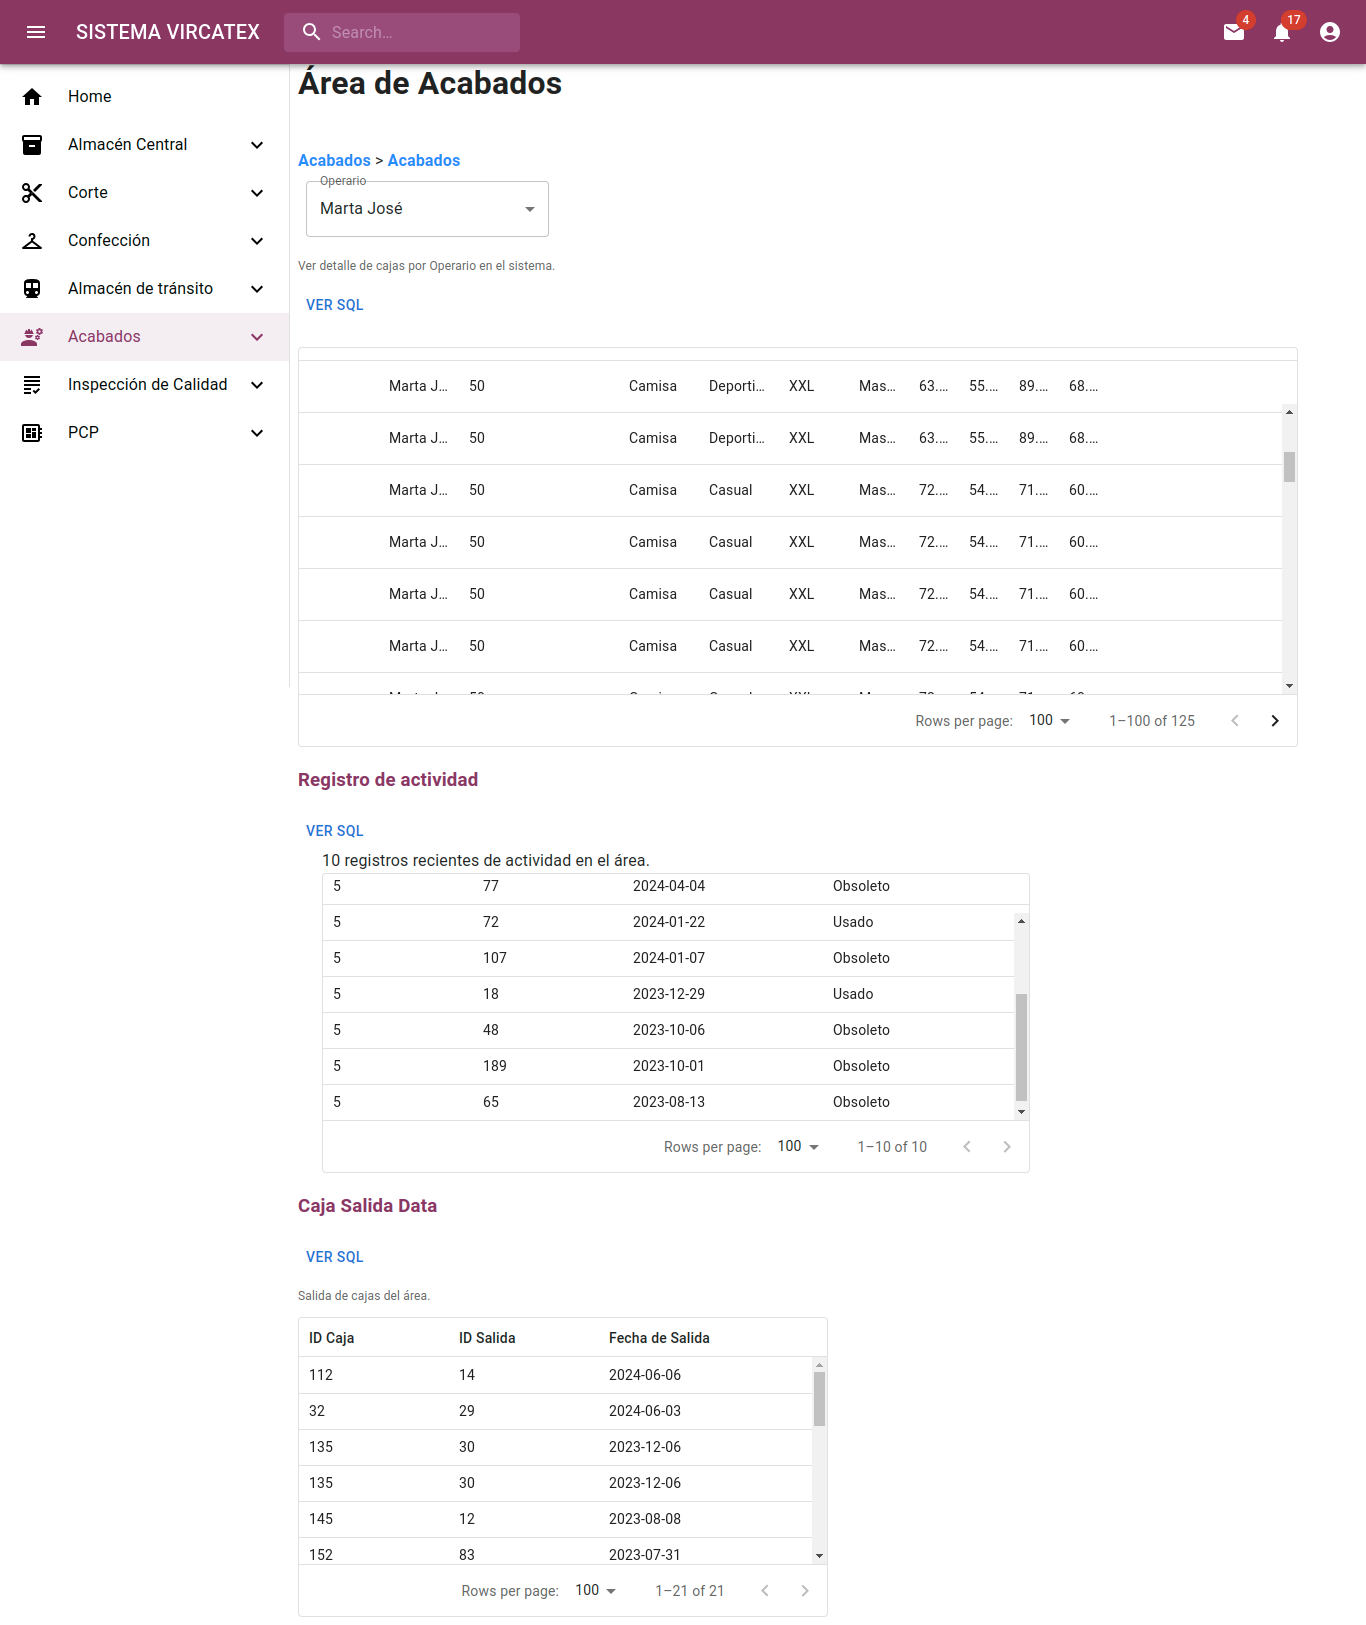 SISTEMA VIRCATEX
Search...
4
17
Home
Almacén Central
Corte
Confección
Almacén de tránsito
Acabados
Inspección de Calidad
PCP
Área de Acabados
Acabados > Acabados
Operario
Marta José
Ver detalle de cajas por Operario en el sistema.
VER SQL
Marta J... 50 Camisa Deporti... XXL Mas... 63.... 55.... 89.... 68....
Marta J... 50 Camisa Deporti... XXL Mas... 63.... 55.... 89.... 68....
Marta J... 50 Camisa Casual XXL Mas... 72.... 54.... 71.... 60....
Marta J... 50 Camisa Casual XXL Mas... 72.... 54.... 71.... 60....
Marta J... 50 Camisa Casual XXL Mas... 72.... 54.... 71.... 60....
Marta J... 50 Camisa Casual XXL Mas... 72.... 54.... 71.... 60....
Rows per page: 100 1–100 of 125
Registro de actividad
VER SQL
10 registros recientes de actividad en el área.
5 77 2024-04-04 Obsoleto
5 72 2024-01-22 Usado
5 107 2024-01-07 Obsoleto
5 18 2023-12-29 Usado
5 48 2023-10-06 Obsoleto
5 189 2023-10-01 Obsoleto
5 65 2023-08-13 Obsoleto
Rows per page: 100 1–10 of 10
Caja Salida Data
VER SQL
Salida de cajas del área.
ID Caja ID Salida Fecha de Salida
112 14 2024-06-06
32 29 2024-06-03
135 30 2023-12-06
135 30 2023-12-06
145 12 2023-08-08
152 83 2023-07-31
Rows per page: 100 1–21 of 21